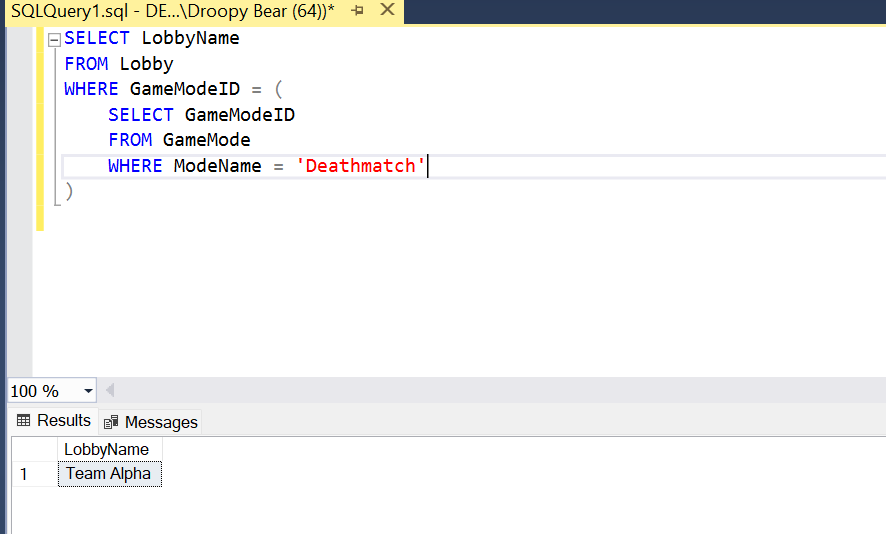 SQLQuery1.sql - DE...\Droopy Bear (64))*
SELECT LobbyName
FROM Lobby
WHERE GameModeID = (
SELECT GameModeID
FROM GameMode
WHERE ModeName = 'Deathmatch'
)
100 %
Results Messages
LobbyName
1 Team Alpha